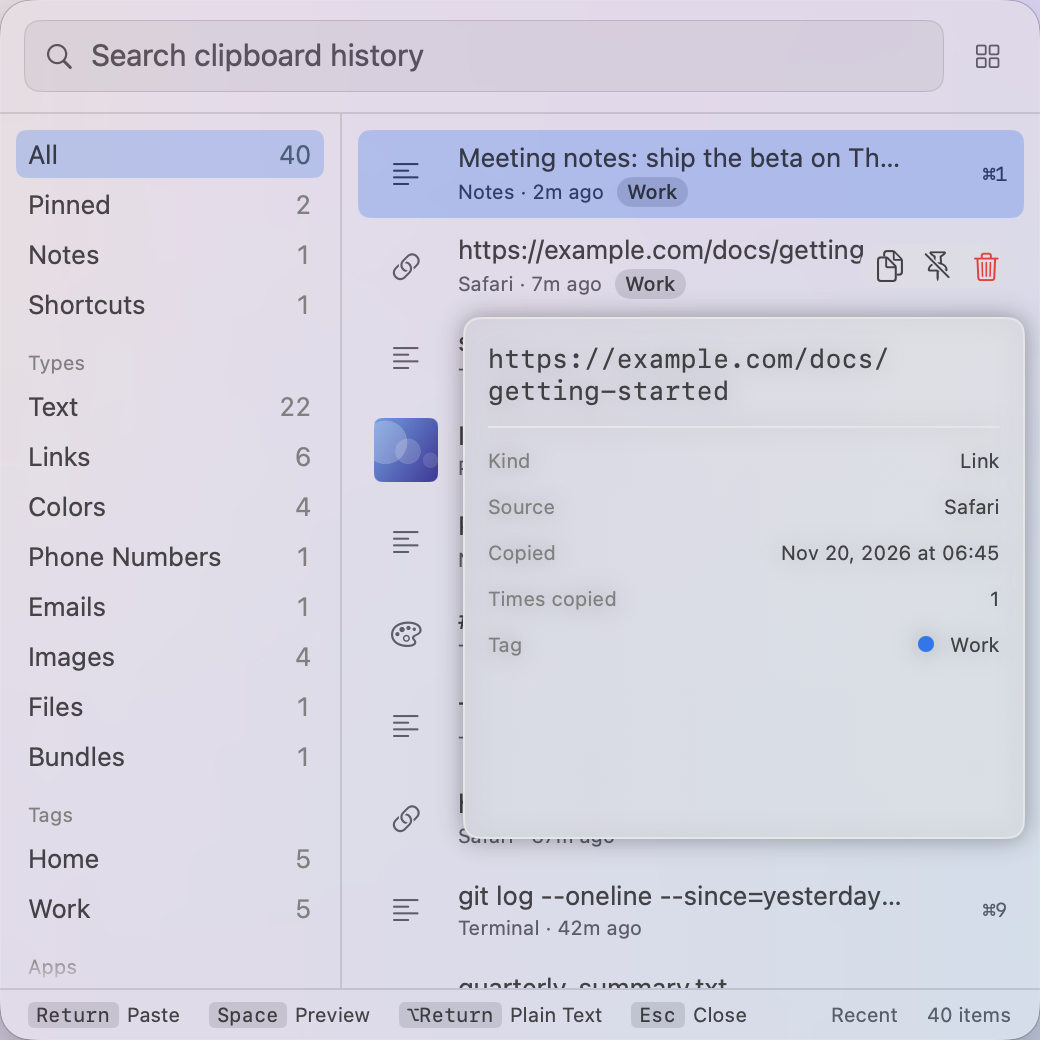 Search clipboard history
All 40
Pinned 2
Notes 1
Shortcuts 1
Types
Text 22
Links 6
Colors 4
Phone Numbers 1
Emails 1
Images 4
Files 1
Bundles 1
Tags
Home 5
Work 5
Apps
Meeting notes: ship the beta on Th…
Notes · 2m ago Work
⌘1
https://example.com/docs/getting
Safari · 7m ago Work
https://example.com/docs/
getting-started
Kind Link
Source Safari
Copied Nov 20, 2026 at 06:45
Times copied 1
Tag Work
git log --oneline --since=yesterday…
Terminal · 42m ago
⌘9
quarterly_summary.txt
Return Paste Space Preview ⌥Return Plain Text Esc Close Recent 40 items